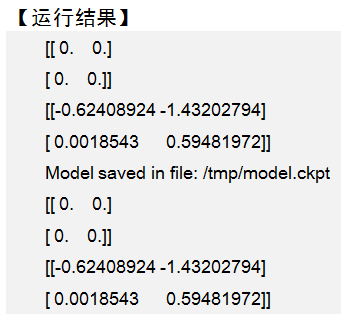 【运行结果】
[[ 0. 0.]
[ 0. 0.]]
[[-0.62408924 -1.43202794]
[ 0.0018543 0.59481972]]
Model saved in file: /tmp/model.ckpt
[[ 0. 0.]
[ 0. 0.]]
[[-0.62408924 -1.43202794]
[ 0.0018543 0.59481972]]